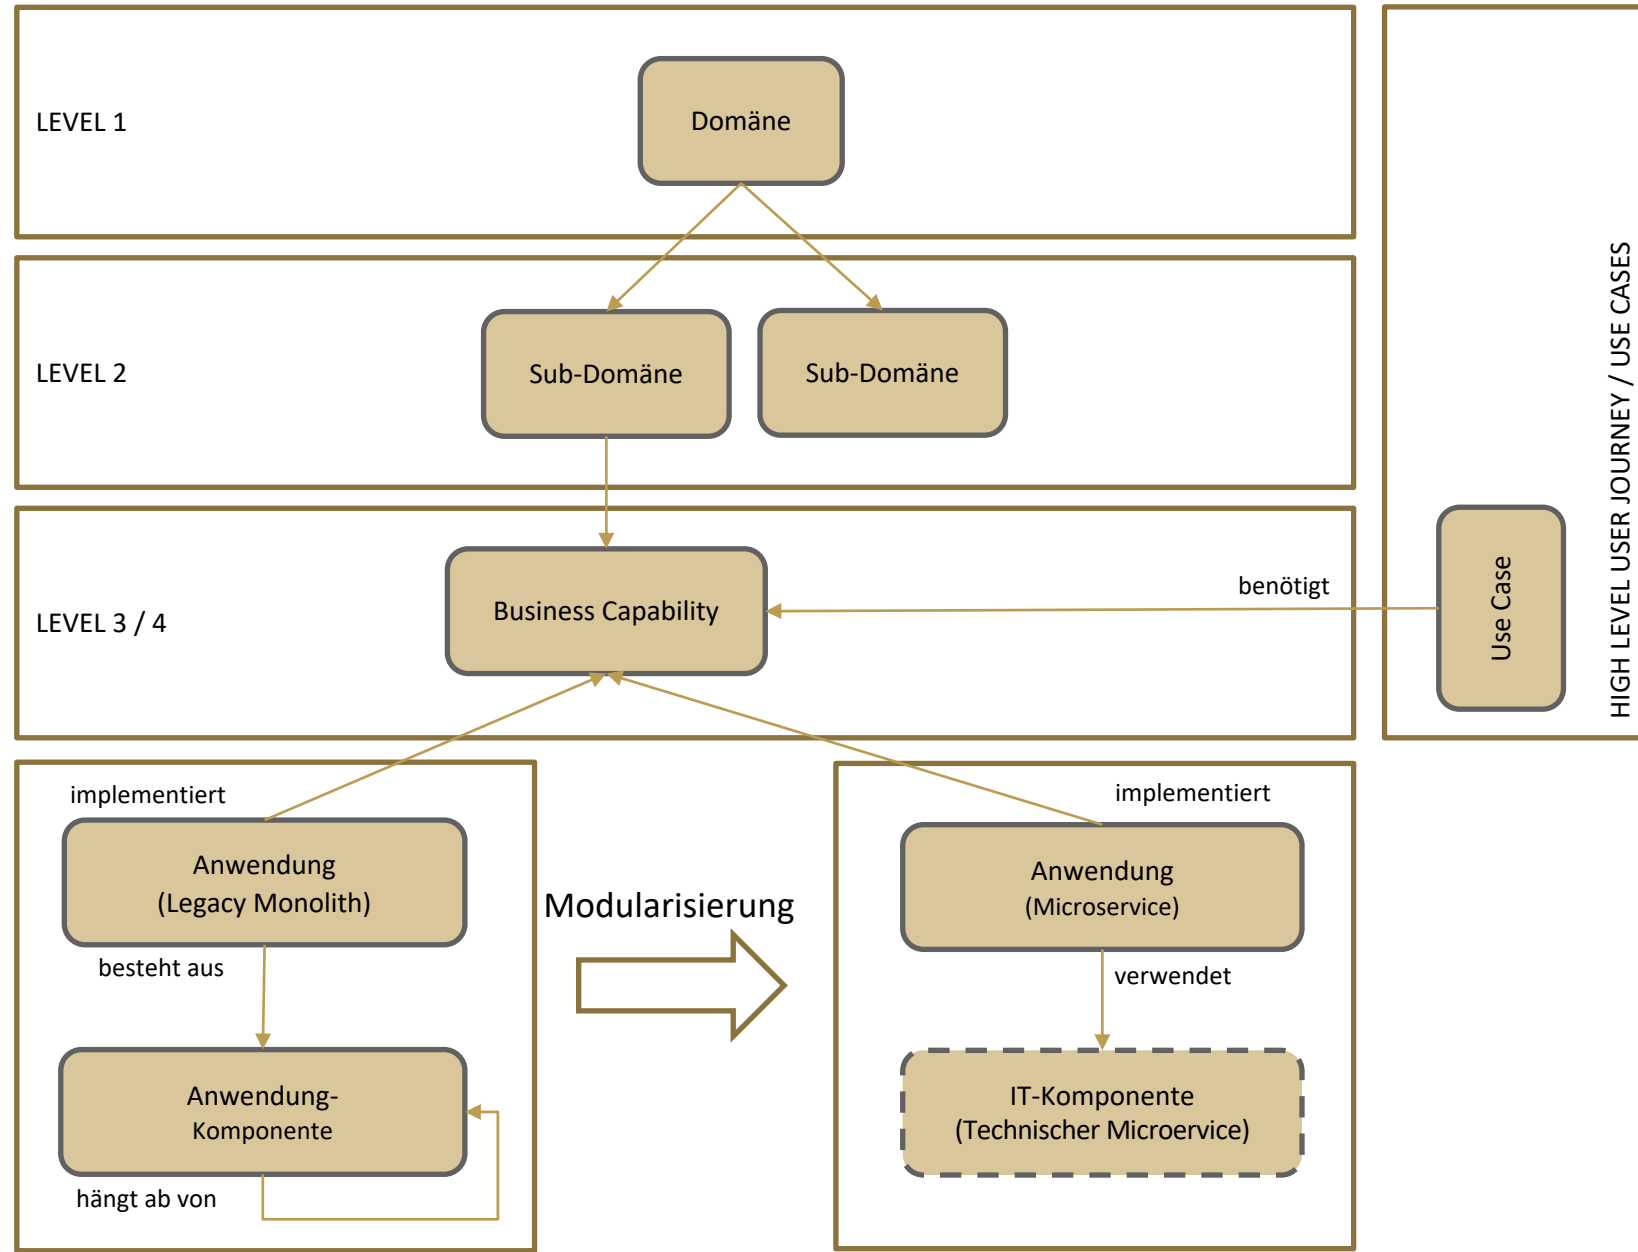 LEVEL 1
Domäne
LEVEL 2
Sub-Domäne
Sub-Domäne
LEVEL 3 / 4
Business Capability
benötigt
Use Case
HIGH LEVEL USER JOURNEY / USE CASES
implementiert
Anwendung
(Legacy Monolith)
besteht aus
Anwendung-
Komponente
hängt ab von
Modularisierung
implementiert
Anwendung
(Microservice)
verwendet
IT-Komponente
(Technischer Microervice)